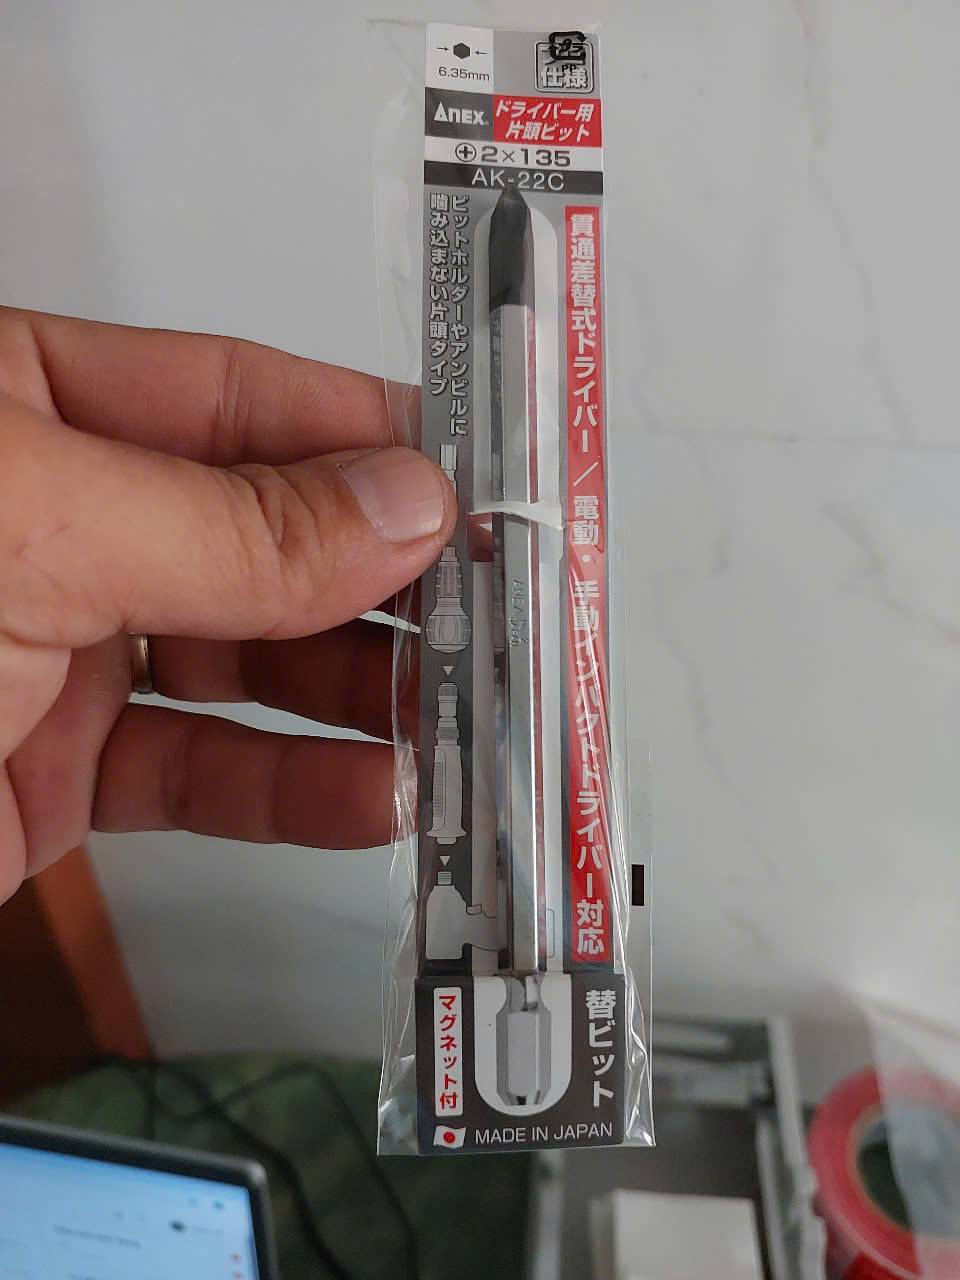 6.35mm
PP
仕様
ANEX®
ドライバー用
片頭ビット
2×135
AK-22C
ビットホルダーやアンビルに
噛み込まない片頭タイプ
貫通差替式ドライバー／電動・手動インパクトドライバー対応
ANEX
替ビット
マグネット付
MADE IN JAPAN